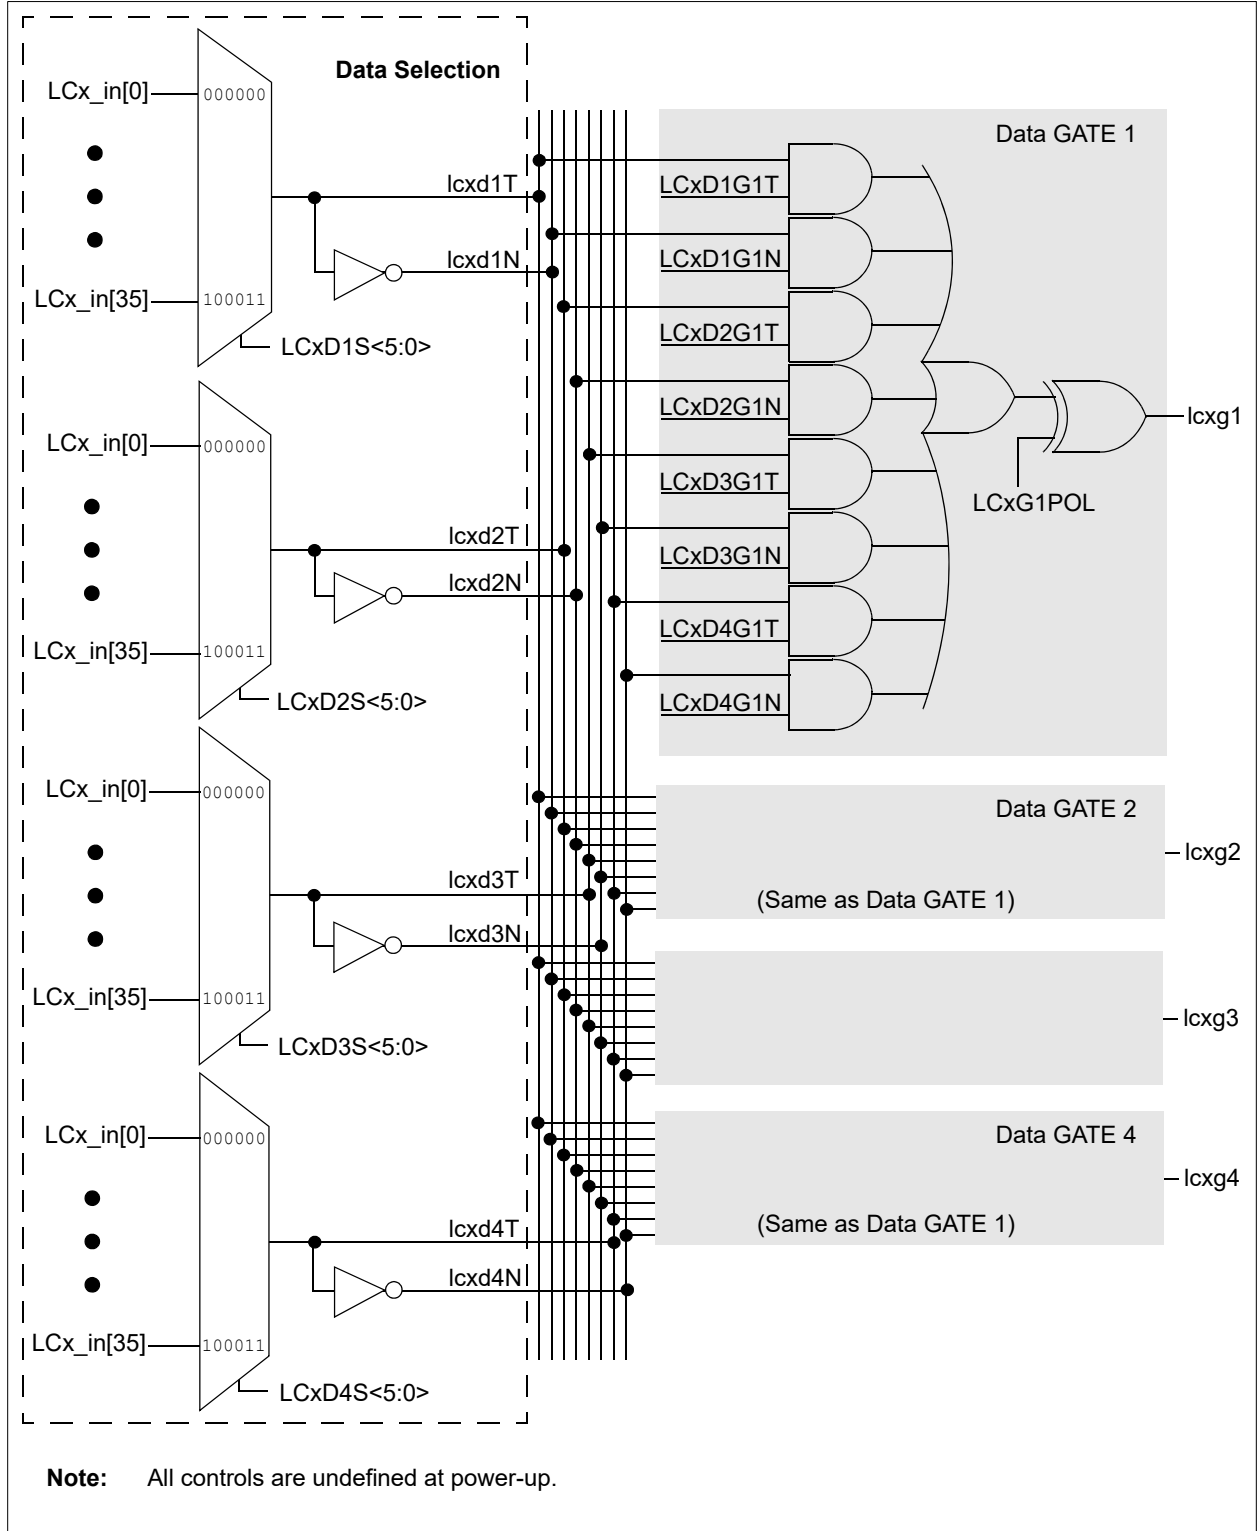 Data Selection
LCx_in[0]
000000
LCx_in[35]
100011
LCxD1S<5:0>
lcxd1T
lcxd1N
LCx_in[0]
000000
LCx_in[35]
100011
LCxD2S<5:0>
lcxd2T
lcxd2N
LCx_in[0]
000000
LCx_in[35]
100011
LCxD3S<5:0>
lcxd3T
lcxd3N
LCx_in[0]
000000
LCx_in[35]
100011
LCxD4S<5:0>
lcxd4T
lcxd4N
Data GATE 1
LCxD1G1T
LCxD1G1N
LCxD2G1T
LCxD2G1N
LCxD3G1T
LCxD3G1N
LCxD4G1T
LCxD4G1N
LCxG1POL
lcxg1
Data GATE 2
(Same as Data GATE 1)
lcxg2
lcxg3
Data GATE 4
(Same as Data GATE 1)
lcxg4
Note: All controls are undefined at power-up.